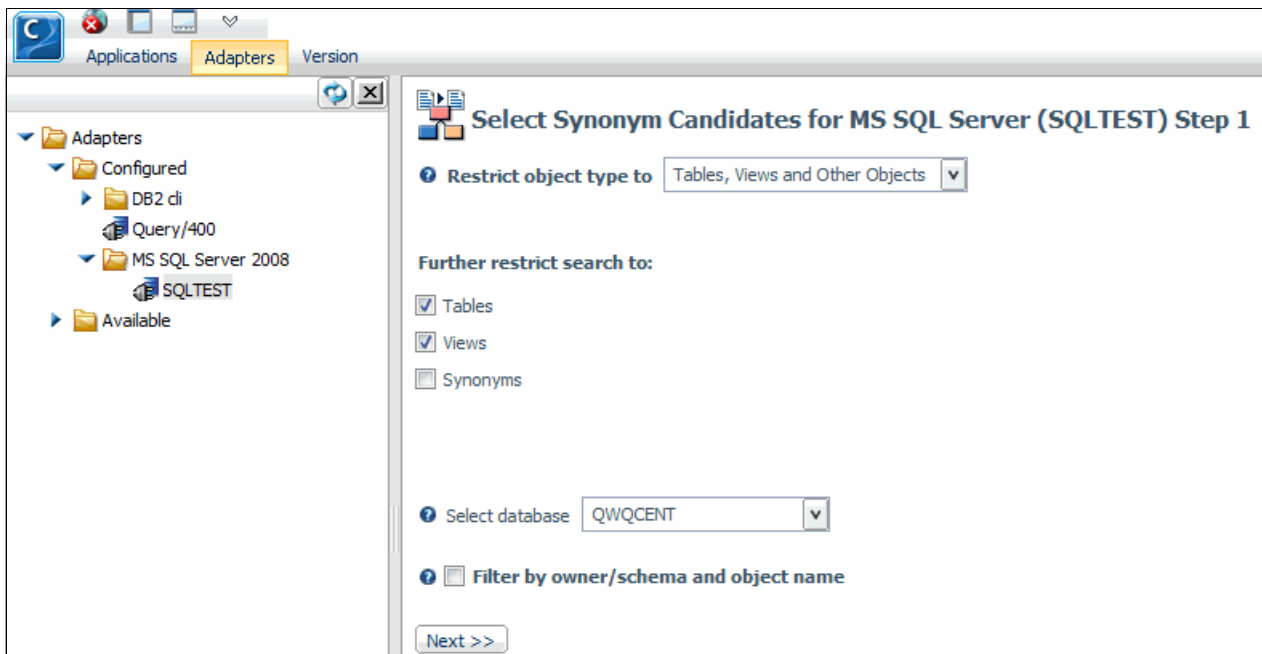 C
Applications Adapters Version
Adapters
Configured
DB2 cli
Query/400
MS SQL Server 2008
SQLTEST
Available
Select Synonym Candidates for MS SQL Server (SQLTEST) Step 1
Restrict object type to Tables, Views and Other Objects
Further restrict search to:
Tables
Views
Synonyms
Select database QWQCENT
Filter by owner/schema and object name
Next >>